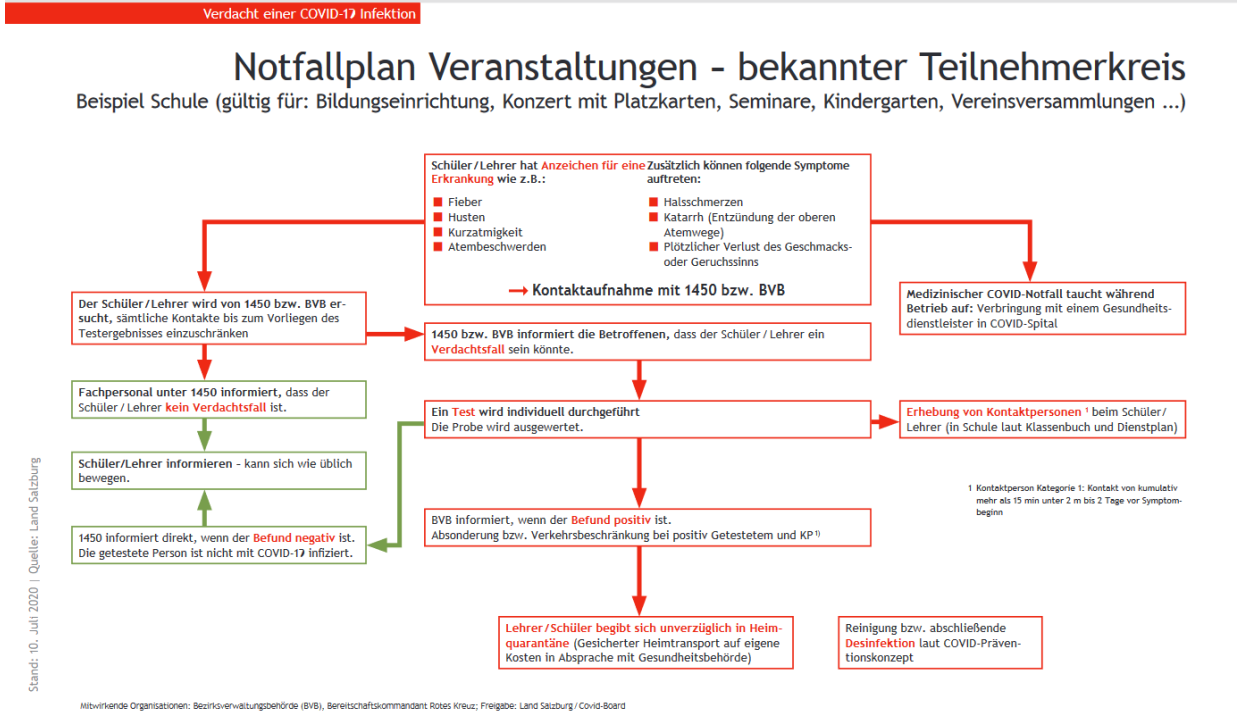 Verdacht einer COVID-17 Infektion
Notfallplan Veranstaltungen – bekannter Teilnehmerkreis
Beispiel Schule (gültig für: Bildungseinrichtung, Konzert mit Platzkarten, Seminare, Kindergarten, Vereinsversammlungen ...)
Schüler/Lehrer hat Anzeichen für eine
Erkrankung wie z.B.:
Fieber
Husten
Kurzatmigkeit
Atembeschwerden
Zusätzlich können folgende Symptome
auftreten:
Halsschmerzen
Katarrh (Entzündung der oberen
Atemwege)
Plötzlicher Verlust des Geschmacks-
oder Geruchssinns
→ Kontaktaufnahme mit 1450 bzw. BVB
Der Schüler/Lehrer wird von 1450 bzw. BVB er-
sucht, sämtliche Kontakte bis zum Vorliegen des
Testergebnisses einzuschränken
Medizinischer COVID-Notfall taucht während
Betrieb auf: Verbringung mit einem Gesundheits-
dienstleister in COVID-Spital
1450 bzw. BVB informiert die Betroffenen, dass der Schüler/Lehrer ein
Verdachtsfall sein könnte.
Fachpersonal unter 1450 informiert, dass der
Schüler/Lehrer kein Verdachtsfall ist.
Ein Test wird individuell durchgeführt
Die Probe wird ausgewertet.
Erhebung von Kontaktpersonen ¹ beim Schüler/
Lehrer (in Schule laut Klassenbuch und Dienstplan)
Schüler/Lehrer informieren – kann sich wie üblich
bewegen.
1 Kontaktperson Kategorie 1: Kontakt von kumulativ
mehr als 15 min unter 2 m bis 2 Tage vor Symptom-
beginn
1450 informiert direkt, wenn der Befund negativ ist.
Die getestete Person ist nicht mit COVID-17 infiziert.
BVB informiert, wenn der Befund positiv ist.
Absonderung bzw. Verkehrsbeschränkung bei positiv Getestetem und KP¹⁾
Lehrer/Schüler begibt sich unverzüglich in Heim-
quarantäne (Gesicherter Heimtransport auf eigene
Kosten in Absprache mit Gesundheitsbehörde)
Reinigung bzw. abschließende
Desinfektion laut COVID-Präven-
tionskonzept
Stand: 10. Juli 2020 | Quelle: Land Salzburg
Mitwirkende Organisationen: Bezirksverwaltungsbehörde (BVB), Bereitschaftskommandant Rotes Kreuz; Freigabe: Land Salzburg/Covid-Board